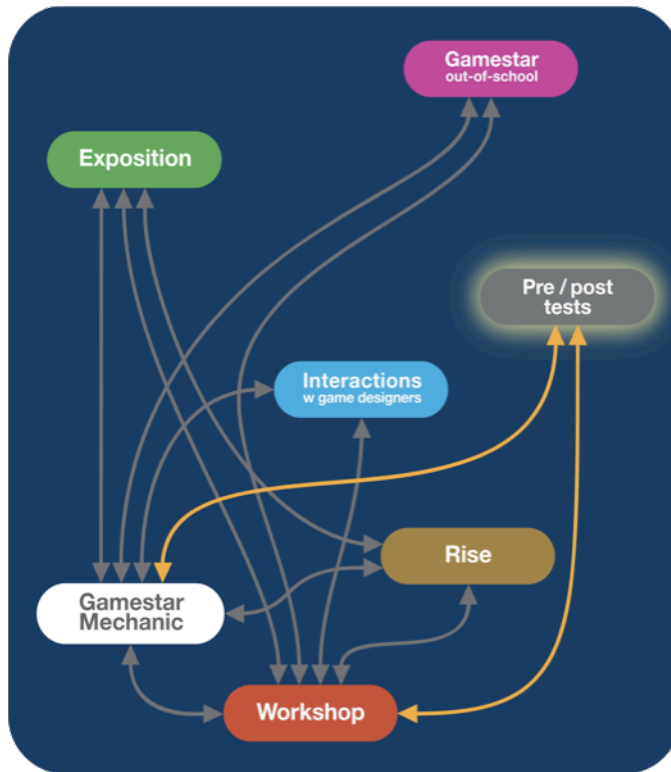 Gamestar
out-of-school
Exposition
Pre / post
tests
Interactions
w game designers
Rise
Gamestar
Mechanic
Workshop